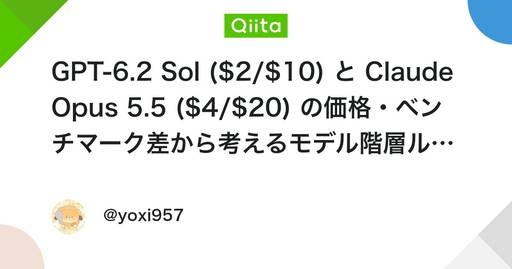 Qiita
GPT-6.2 Sol ($2/$10) と Claude
Opus 5.5 ($4/$20) の価格・ベン
チマーク差から考えるモデル階層ル…
@yoxi957